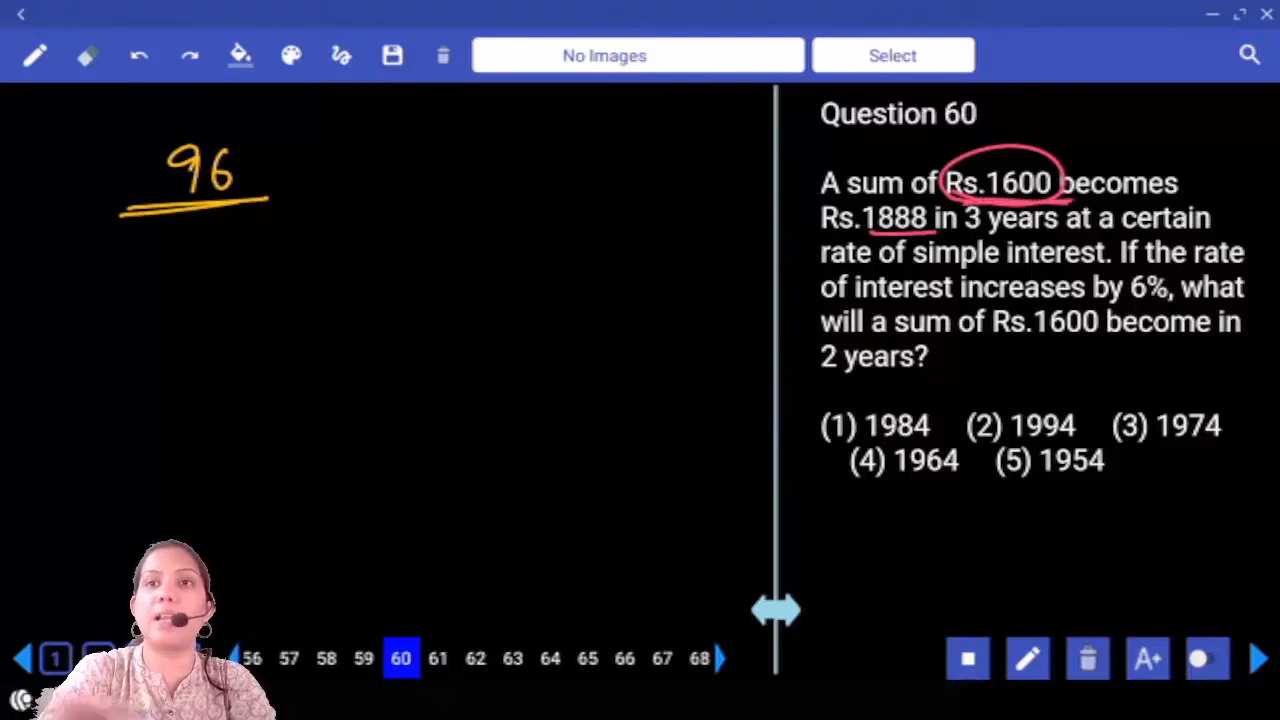 No Images
Select
96
Question 60
A sum of Rs.1600 becomes
Rs.1888 in 3 years at a certain
rate of simple interest. If the rate
of interest increases by 6%, what
will a sum of Rs.1600 become in
2 years?
(1) 1984 (2) 1994 (3) 1974
(4) 1964 (5) 1954
1
56 57 58 59 60 61 62 63 64 65 66 67 68
A+